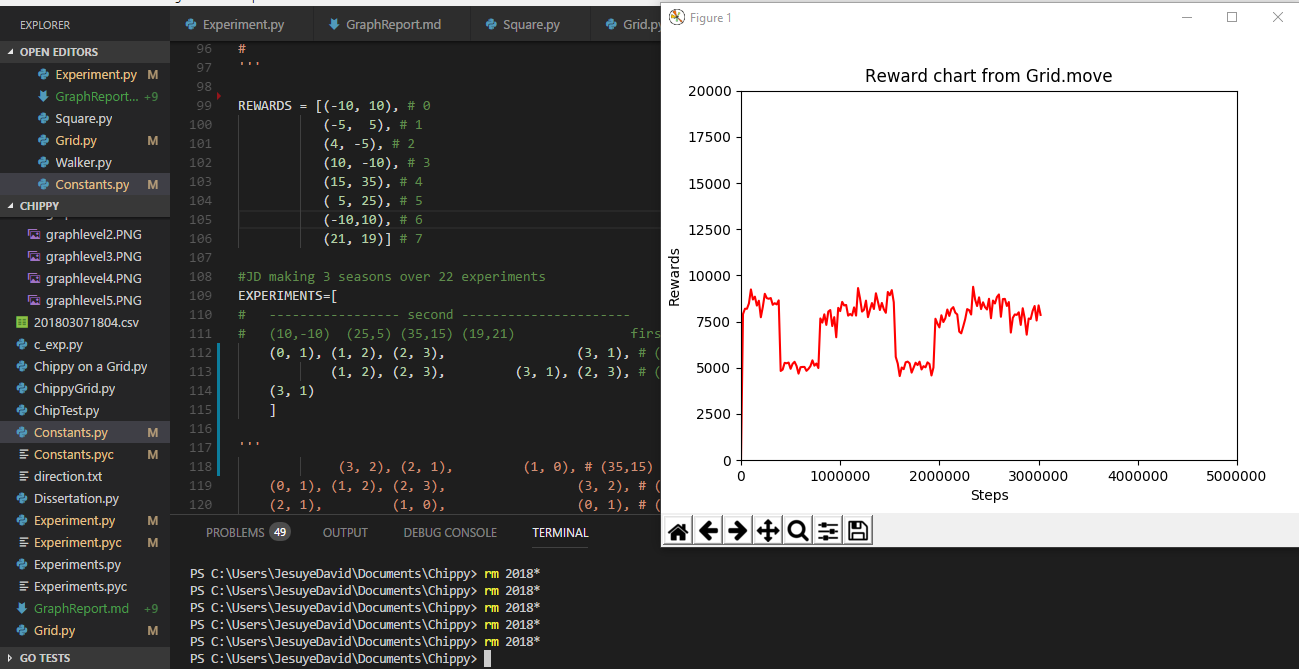 EXPLORER
OPEN EDITORS
Experiment.py M
GraphReport... +9
Square.py
Grid.py M
Walker.py
Constants.py M
CHIPPY
graphlevel2.PNG
graphlevel3.PNG
graphlevel4.PNG
graphlevel5.PNG
201803071804.csv
c_exp.py
Chippy on a Grid.py
ChippyGrid.py
ChipTest.py
Constants.py M
Constants.pyc M
direction.txt
Dissertation.py
Experiment.py M
Experiment.pyc M
Experiments.py
Experiments.pyc
GraphReport.md +9
Grid.py M
GO TESTS
Experiment.py GraphReport.md Square.py Grid.py
96 #
97 '''
98
99 REWARDS = [(-10, 10), # 0
100 (-5, 5), # 1
101 (4, -5), # 2
102 (10, -10), # 3
103 (15, 35), # 4
104 ( 5, 25), # 5
105 (-10,10), # 6
106 (21, 19)] # 7
107
108 #JD making 3 seasons over 22 experiments
109 EXPERIMENTS=[
110 # ------------------- second -------------------------
111 # (10,-10) (25,5) (35,15) (19,21) firs
112 (0, 1), (1, 2), (2, 3), (3, 1), # (
113 (1, 2), (2, 3), (3, 1), (2, 3), # (
114 (3, 1)
115 ]
116
117 '''
118 (3, 2), (2, 1), (1, 0), # (35,15)
119 (0, 1), (1, 2), (2, 3), (3, 2), # (
120 (2, 1), (1, 0), (0, 1), # (
PROBLEMS 49 OUTPUT DEBUG CONSOLE TERMINAL
PS C:\Users\JesuyeDavid\Documents\Chippy> rm 2018*
PS C:\Users\JesuyeDavid\Documents\Chippy> rm 2018*
PS C:\Users\JesuyeDavid\Documents\Chippy> rm 2018*
PS C:\Users\JesuyeDavid\Documents\Chippy> rm 2018*
PS C:\Users\JesuyeDavid\Documents\Chippy> rm 2018*
PS C:\Users\JesuyeDavid\Documents\Chippy>
Figure 1
Reward chart from Grid.move
20000
17500
15000
12500
10000
7500
5000
2500
0
Rewards
0 1000000 2000000 3000000 4000000 5000000
Steps